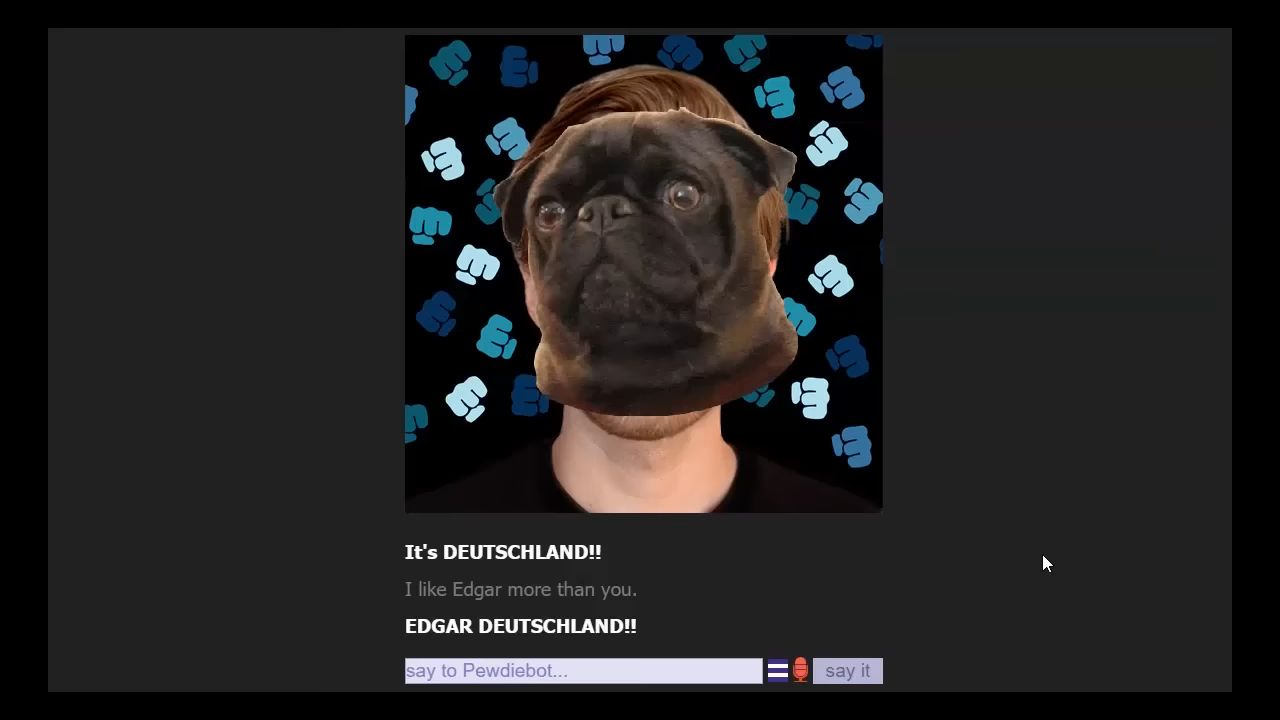 It's DEUTSCHLAND!!
I like Edgar more than you.
EDGAR DEUTSCHLAND!!
say to Pewdiebot... say it